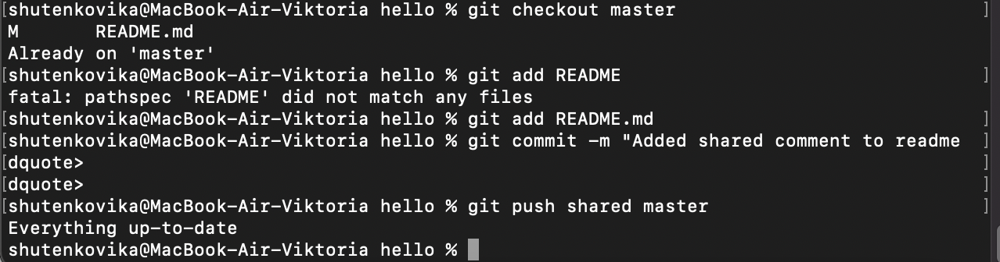 [shutenkovika@MacBook-Air-Viktoria hello % git checkout master ]
M       README.md
Already on 'master'
[shutenkovika@MacBook-Air-Viktoria hello % git add README ]
fatal: pathspec 'README' did not match any files
[shutenkovika@MacBook-Air-Viktoria hello % git add README.md ]
[shutenkovika@MacBook-Air-Viktoria hello % git commit -m "Added shared comment to readme ]
[dquote> ]
[dquote> ]
[shutenkovika@MacBook-Air-Viktoria hello % git push shared master ]
Everything up-to-date
shutenkovika@MacBook-Air-Viktoria hello %